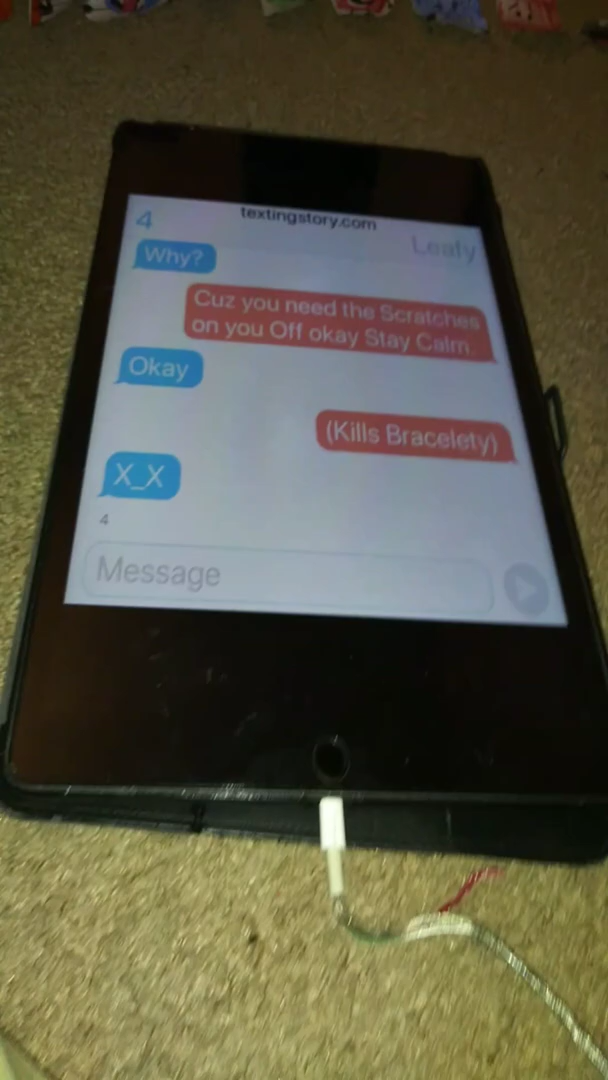 textingstory.com
4
Leafy
Why?
Cuz you need the Scratches
on you Off okay Stay Calm
Okay
(Kills Bracelety)
X_X
4
Message